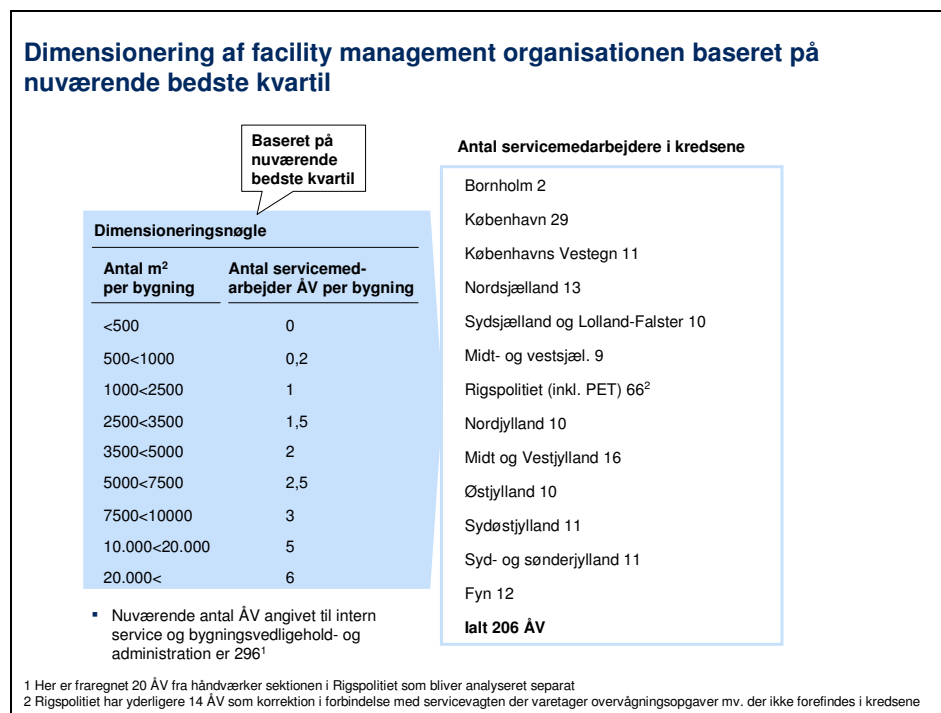 Dimensionering af facility management organisationen baseret på
nuværende bedste kvartil
Baseret på
nuværende
bedste kvartil
Dimensioneringsnøgle
Antal m² Antal servicemed-
per bygning arbejder ÅV per bygning
<500 0
500<1000 0,2
1000<2500 1
2500<3500 1,5
3500<5000 2
5000<7500 2,5
7500<10000 3
10.000<20.000 5
20.000< 6
▪ Nuværende antal ÅV angivet til intern
service og bygningsvedligehold- og
administration er 296¹
Antal servicemedarbejdere i kredsene
Bornholm 2
København 29
Københavns Vestegn 11
Nordsjælland 13
Sydsjælland og Lolland-Falster 10
Midt- og vestsjæl. 9
Rigspolitiet (inkl. PET) 66²
Nordjylland 10
Midt og Vestjylland 16
Østjylland 10
Sydøstjylland 11
Syd- og sønderjylland 11
Fyn 12
Ialt 206 ÅV
1 Her er fraregnet 20 ÅV fra håndværker sektionen i Rigspolitiet som bliver analyseret separat
2 Rigspolitiet har yderligere 14 ÅV som korrektion i forbindelse med servicevagten der varetager overvågningsopgaver mv. der ikke forefindes i kredsene